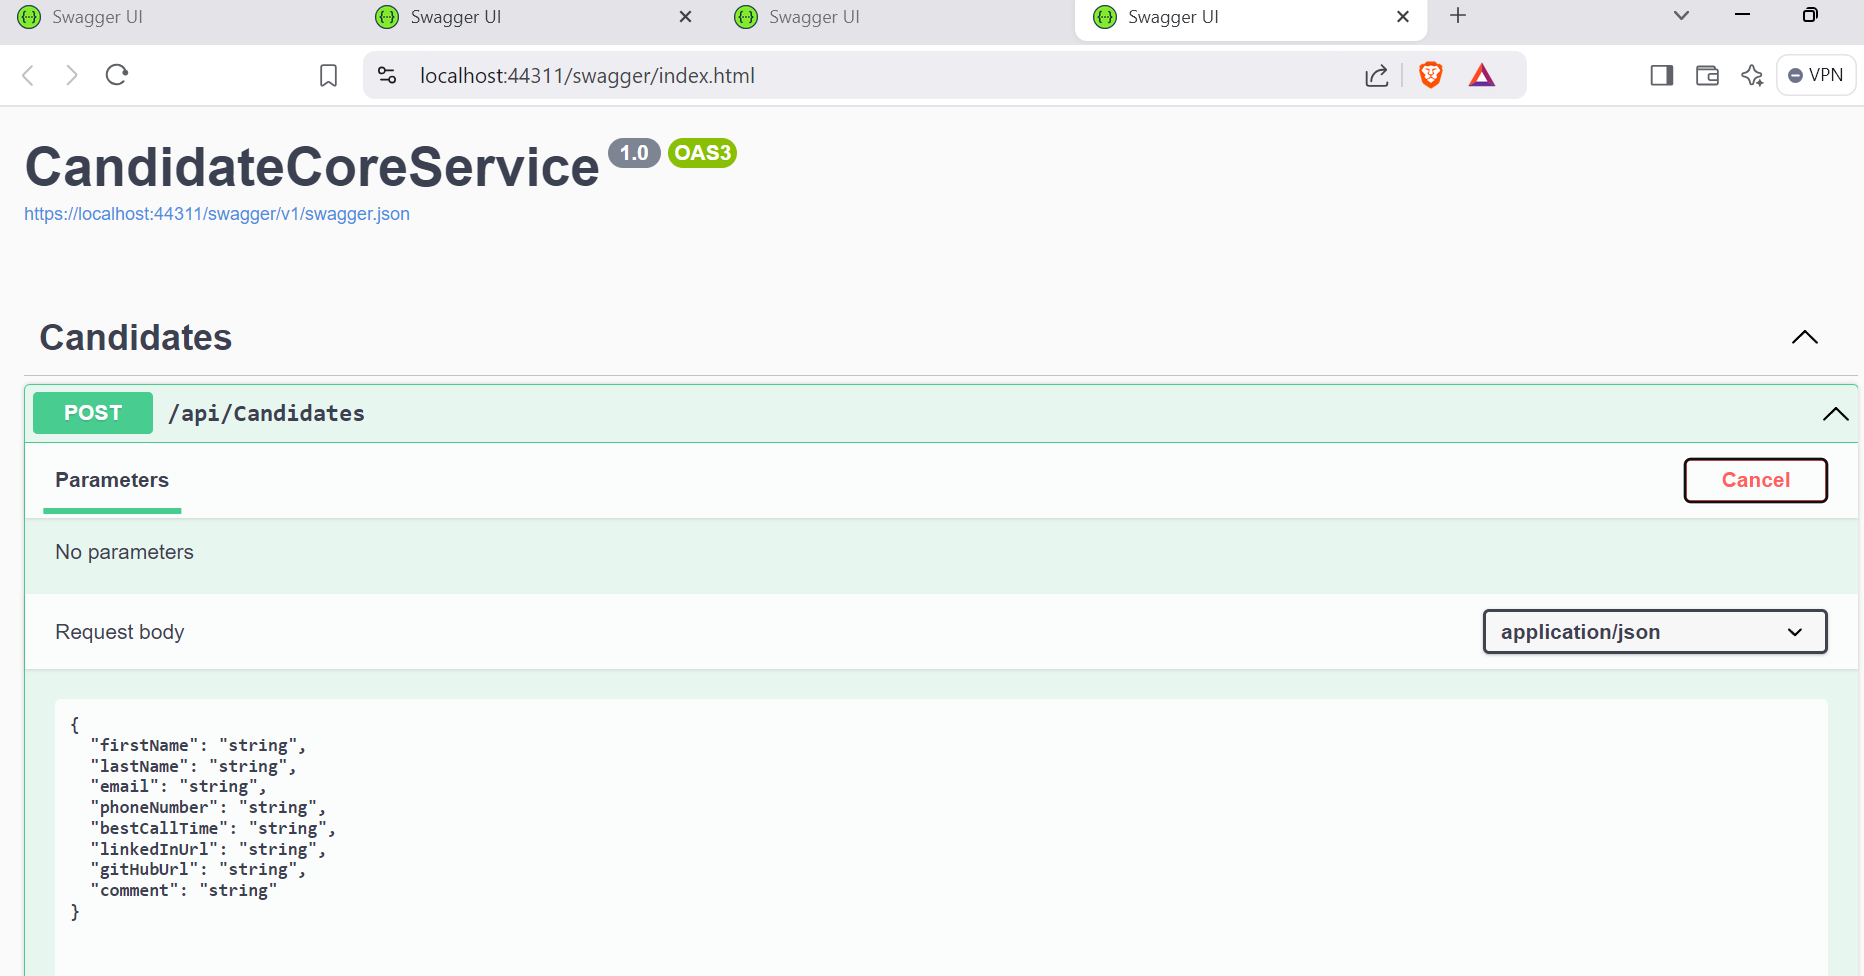 Swagger UI
Swagger UI
Swagger UI
Swagger UI
localhost:44311/swagger/index.html
VPN
CandidateCoreService 1.0 OAS3
https://localhost:44311/swagger/v1/swagger.json
Candidates
POST /api/Candidates
Parameters
Cancel
No parameters
Request body
application/json
{
  "firstName": "string",
  "lastName": "string",
  "email": "string",
  "phoneNumber": "string",
  "bestCallTime": "string",
  "linkedInUrl": "string",
  "gitHubUrl": "string",
  "comment": "string"
}